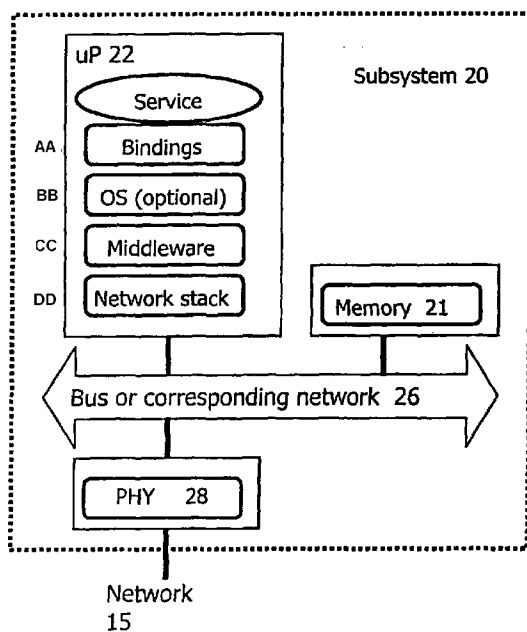 uP 22
Subsystem 20
Service
AA Bindings
BB OS (optional)
CC Middleware
DD Network stack
Memory 21
Bus or corresponding network 26
PHY 28
Network
15